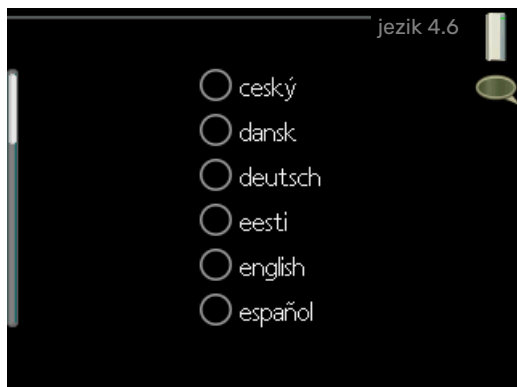 jezik 4.6
ceský
dansk
deutsch
eesti
english
español